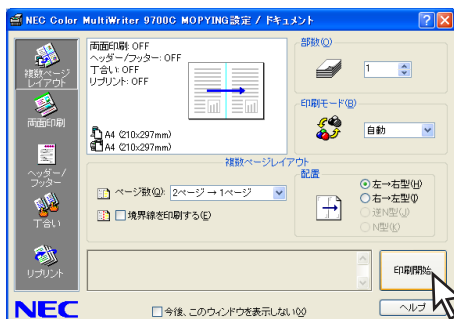 NEC Color MultiWriter 9700C MOPYING設定 / ドキュメント
複数ページ
レイアウト
両面印刷
ヘッダー/
フッター
丁合い
リプリント
NEC
両面印刷: OFF
ヘッダー/フッター: OFF
丁合い: OFF
リプリント: OFF
A4 (210x297mm)
A4 (210x297mm)
部数(O)
1
印刷モード(B)
自動
複数ページレイアウト
ページ数(Q): 2ページ → 1ページ
境界線を印刷する(E)
配置
左→右型(H)
右→左型(I)
逆N型(J)
N型(K)
印刷開始
今後、このウィンドウを表示しない(X)
ヘルプ